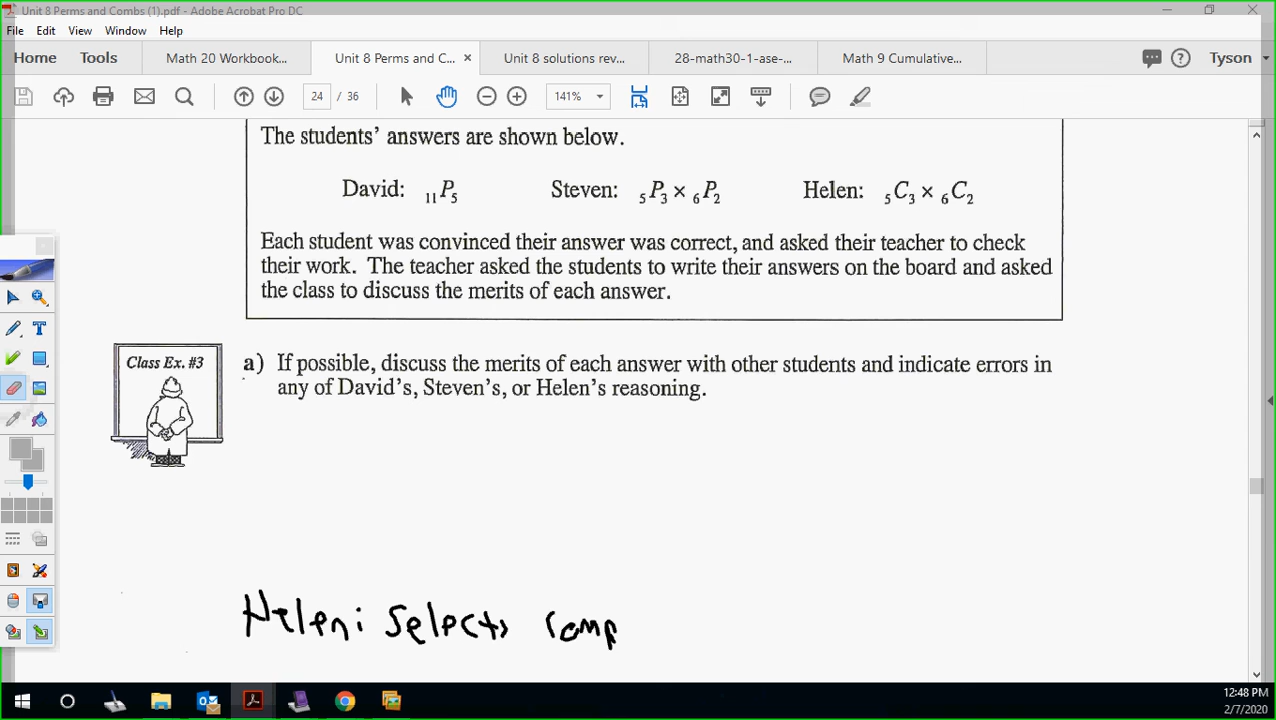 Unit 8 Perms and Combs (1).pdf - Adobe Acrobat Pro DC
File Edit View Window Help
Home Tools Math 20 Workbook... Unit 8 Perms and C... × Unit 8 solutions rev... 28-math30-1-ase-... Math 9 Cumulative... Tyson
24 / 36 141%
The students' answers are shown below.
David: ₁₁P₅ Steven: ₅P₃ × ₆P₂ Helen: ₅C₃ × ₆C₂
Each student was convinced their answer was correct, and asked their teacher to check
their work. The teacher asked the students to write their answers on the board and asked
the class to discuss the merits of each answer.
Class Ex. #3
a) If possible, discuss the merits of each answer with other students and indicate errors in
any of David's, Steven's, or Helen's reasoning.
Helen: Selects comp
12:48 PM
2/7/2020